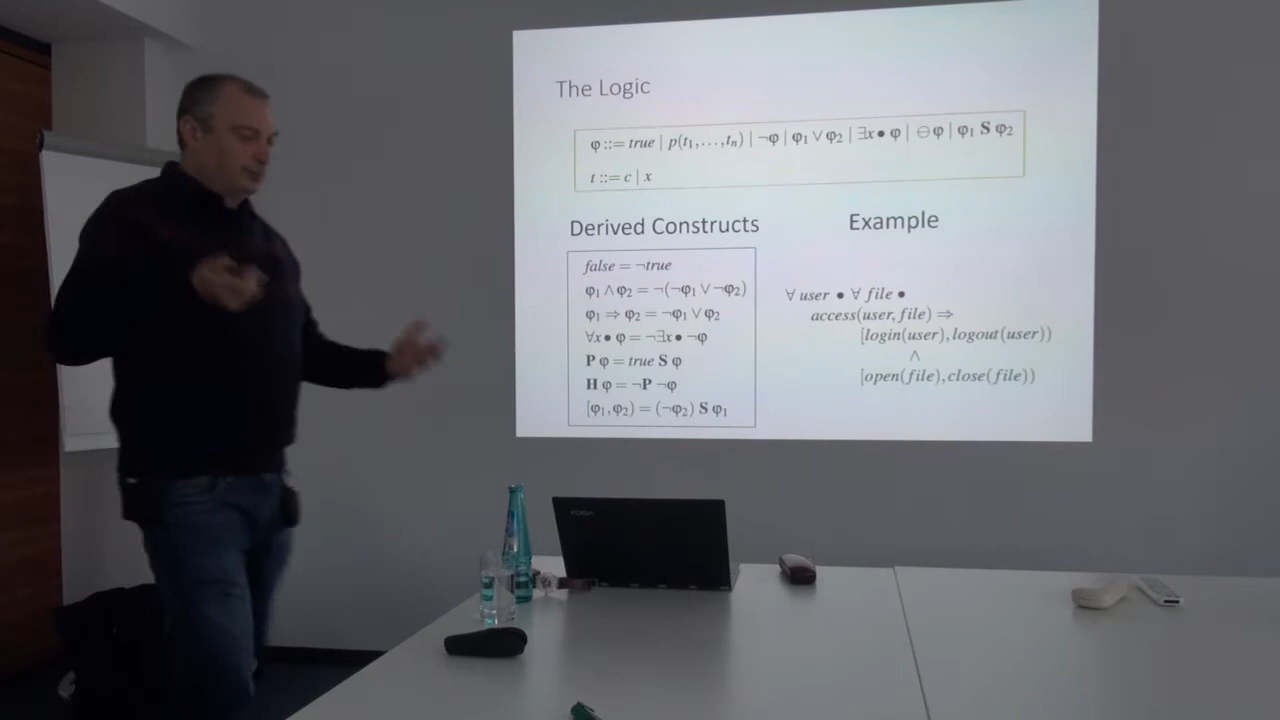 The Logic
φ ::= true | p(t₁,…,tₙ) | ¬φ | φ₁ ∨ φ₂ | ∃x • φ | ⊖φ | φ₁ S φ₂
t ::= c | x
Derived Constructs
false = ¬true
φ₁ ∧ φ₂ = ¬(¬φ₁ ∨ ¬φ₂)
φ₁ ⇒ φ₂ = ¬φ₁ ∨ φ₂
∀x • φ = ¬∃x • ¬φ
P φ = true S φ
H φ = ¬P ¬φ
[φ₁,φ₂) = (¬φ₂) S φ₁
Example
∀ user • ∀ file •
access(user,file) ⇒
[login(user),logout(user))
∧
[open(file),close(file))
YOGA